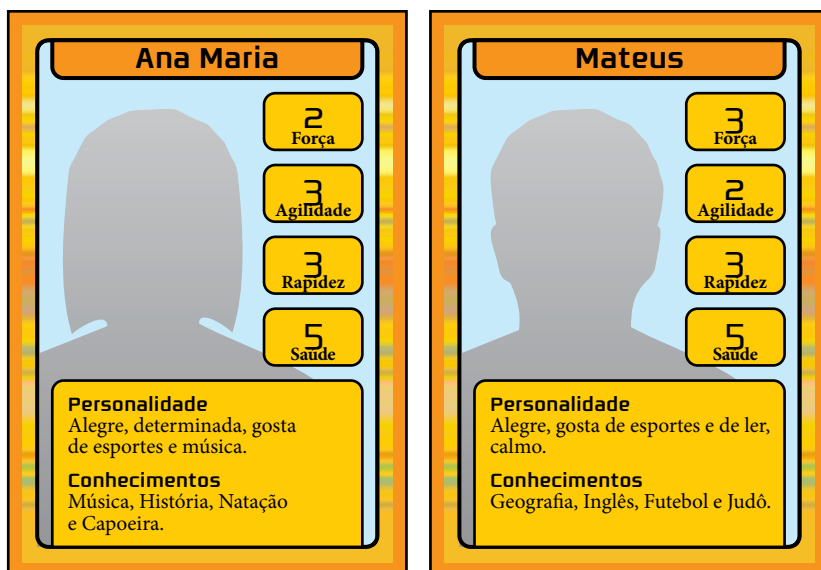 Ana Maria
2
Força
3
Agilidade
3
Rapidez
5
Saúde
Personalidade
Alegre, determinada, gosta
de esportes e música.
Conhecimentos
Música, História, Natação
e Capoeira.
Mateus
3
Força
2
Agilidade
3
Rapidez
5
Saúde
Personalidade
Alegre, gosta de esportes e de ler,
calmo.
Conhecimentos
Geografia, Inglês, Futebol e Judô.